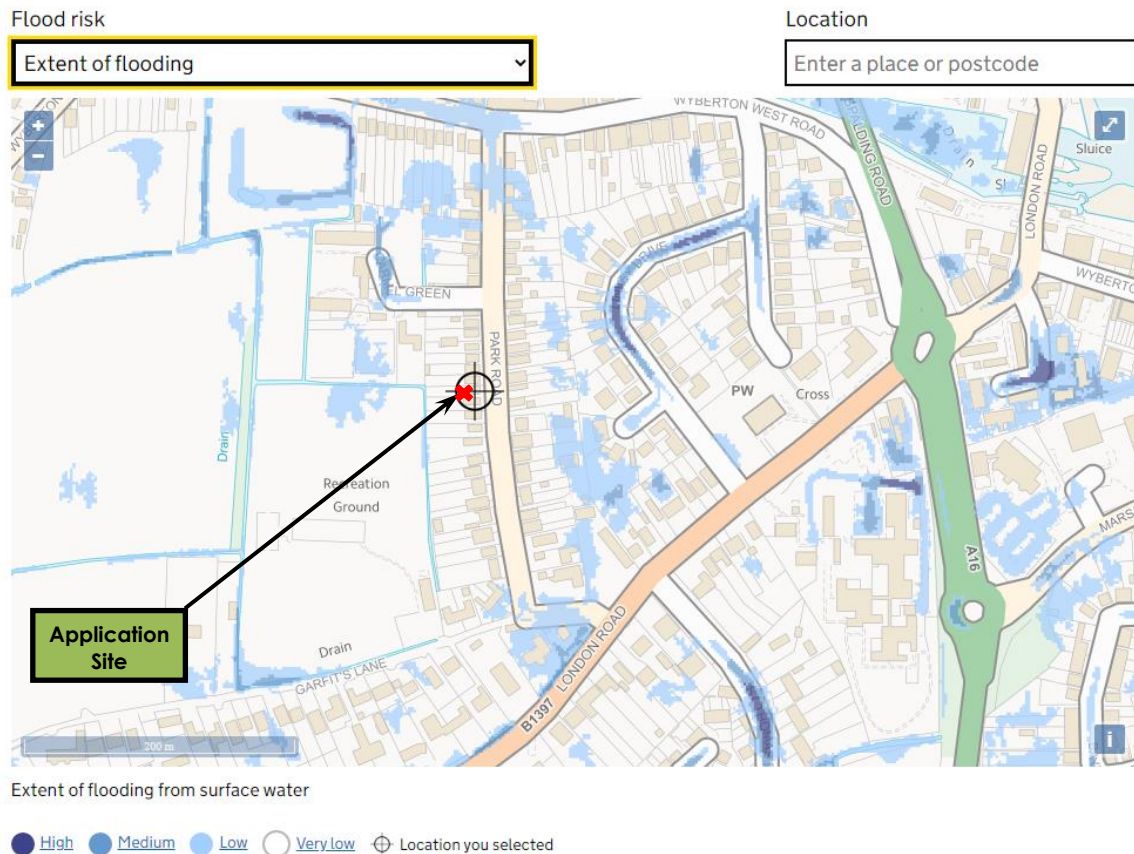 Flood risk
Location
Extent of flooding
Enter a place or postcode
WYBERTON WEST ROAD
SPALDING ROAD
Drain
Sluice
LONDON ROAD
DRIVE
WYBERTO
EL GREEN
PARK ROAD
PW
Cross
Drain
Recreation
Ground
MARS
A16
Application
Site
Drain
GARFIT'S LANE
LONDON ROAD
B1397
200 m
Extent of flooding from surface water
High Medium Low Very low Location you selected